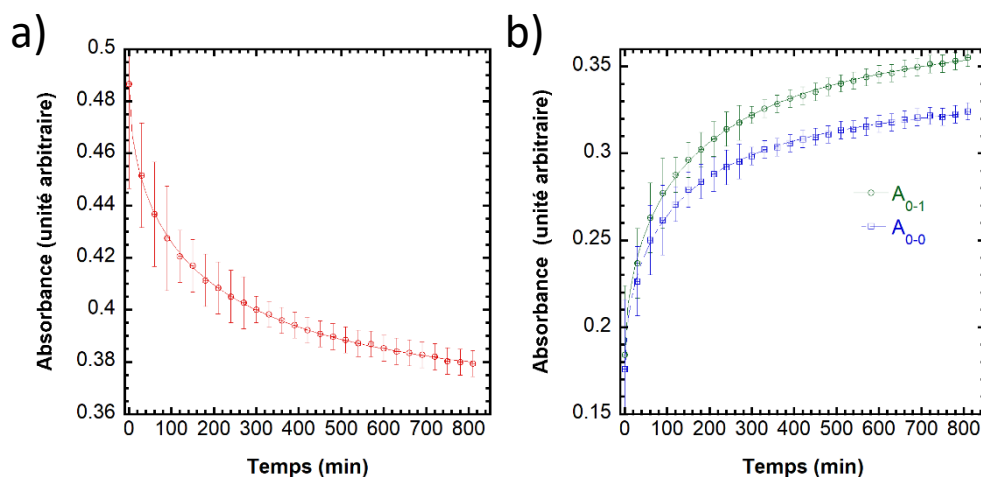 a)
Absorbance (unité arbitraire)
0.5
0.48
0.46
0.44
0.42
0.4
0.38
0.36
0 100 200 300 400 500 600 700 800
Temps (min)
b)
Absorbance (unité arbitraire)
0.35
0.3
0.25
0.2
0.15
A0-1
A0-0
0 100 200 300 400 500 600 700 800
Temps (min)